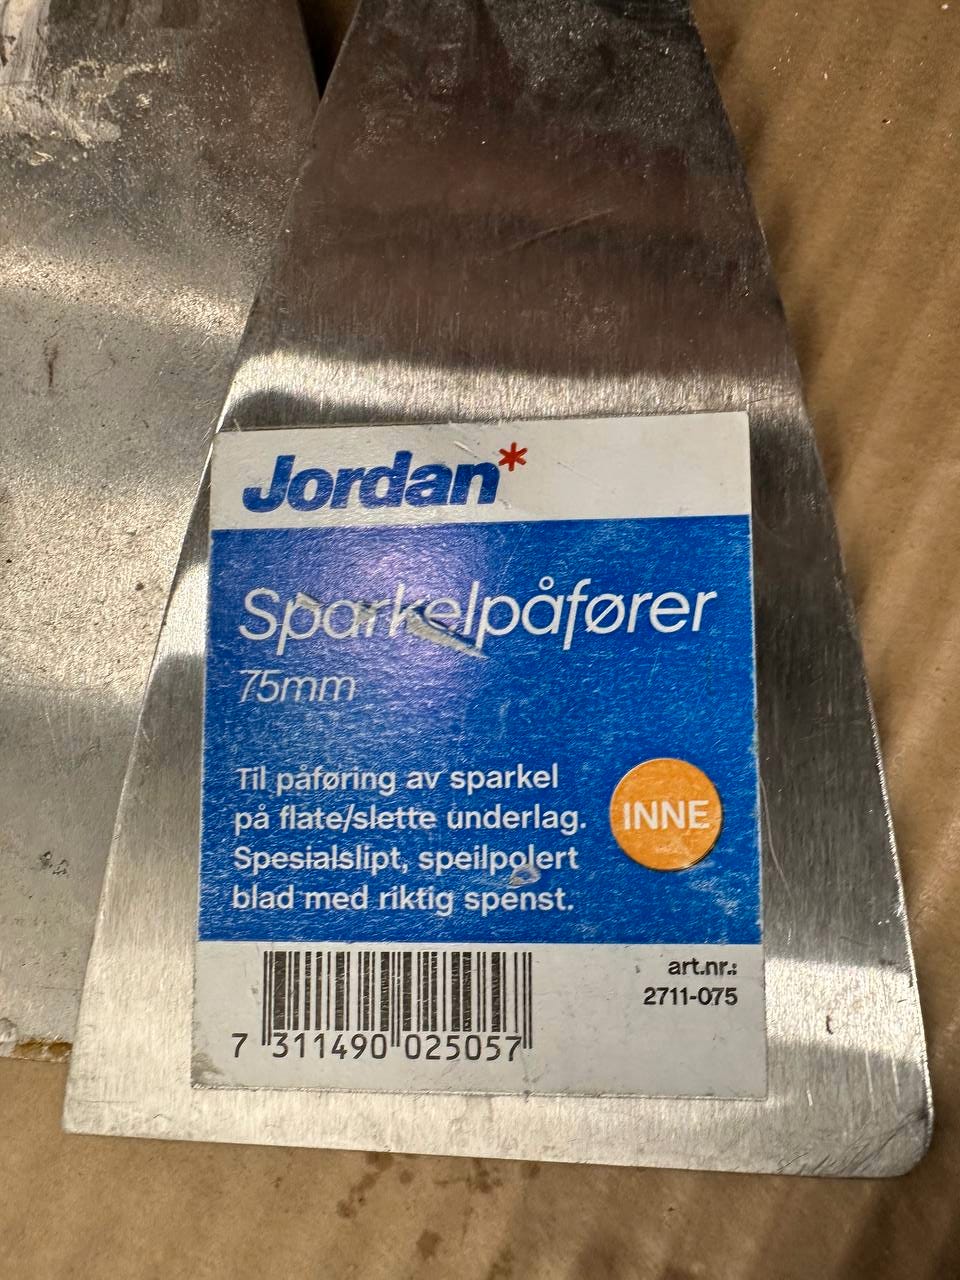 Jordan*
Sparkelpåfører
75mm
Til påføring av sparkel
på flate/slette underlag.
Spesialslipt, speilpolert
blad med riktig spenst.
INNE
art.nr.:
2711-075
7 311490 025057